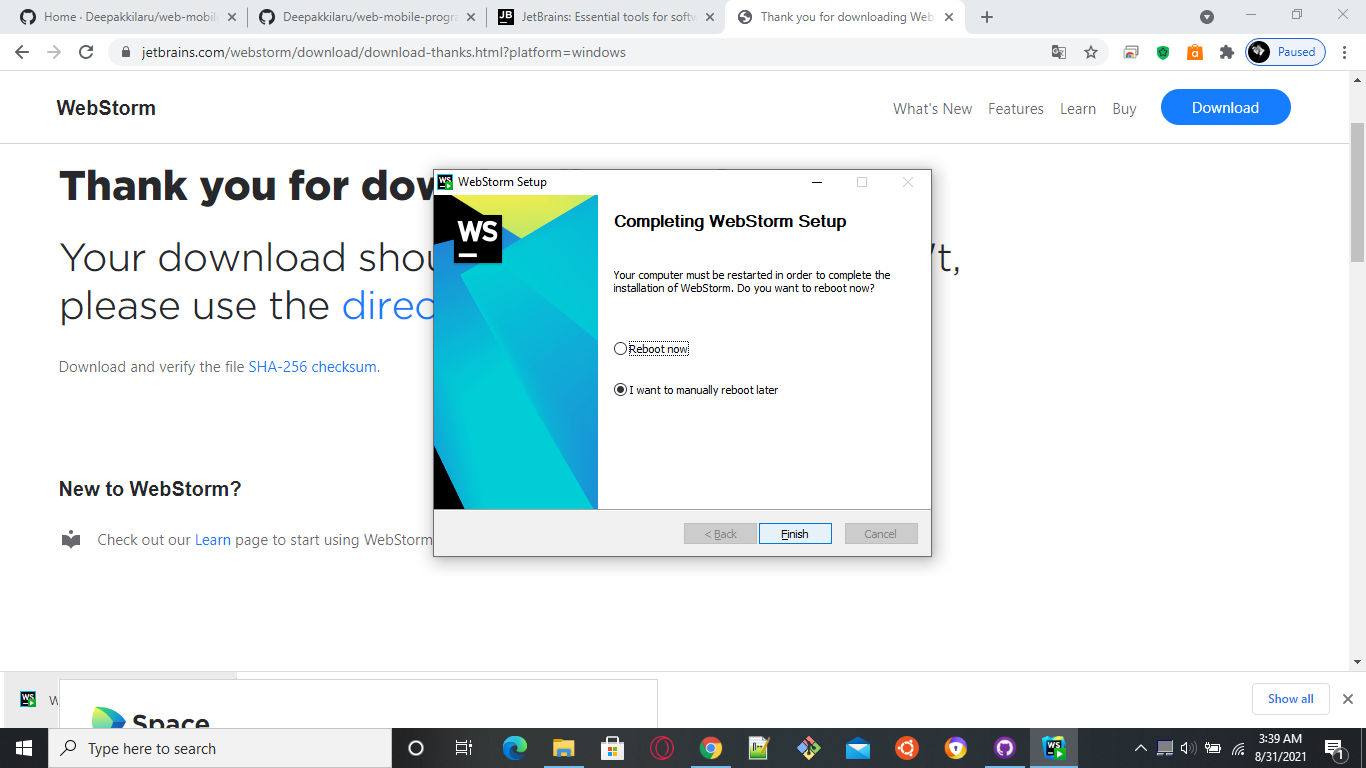 Home · Deepakkilaru/web-mobil
Deepakkilaru/web-mobile-progra
JB
JetBrains: Essential tools for softw
Thank you for downloading Web
jetbrains.com/webstorm/download/download-thanks.html?platform=windows
Paused
WebStorm
What's New
Features
Learn
Buy
Download
Thank you for dow
Your download shou
't,
please use the direc
Download and verify the file SHA-256 checksum.
New to WebStorm?
Check out our Learn page to start using WebStorm
WS
WebStorm Setup
WS
Completing WebStorm Setup
Your computer must be restarted in order to complete the
installation of WebStorm. Do you want to reboot now?
Reboot now
I want to manually reboot later
< Back
Finish
Cancel
WS
W
Space
Show all
Type here to search
WS
3:39 AM
8/31/2021
1